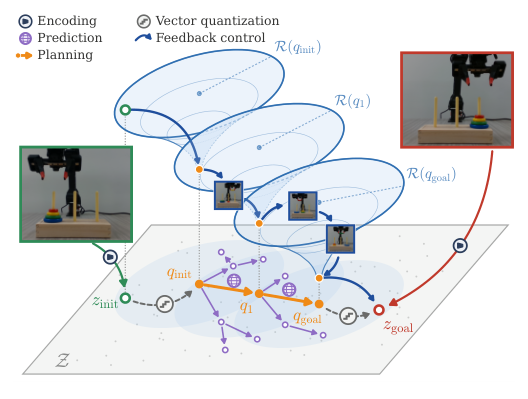 Encoding
Vector quantization
Prediction
Feedback control
Planning
R(q_init)
R(q_1)
R(q_goal)
q_init
z_init
q_1
q_goal
z_goal
Z